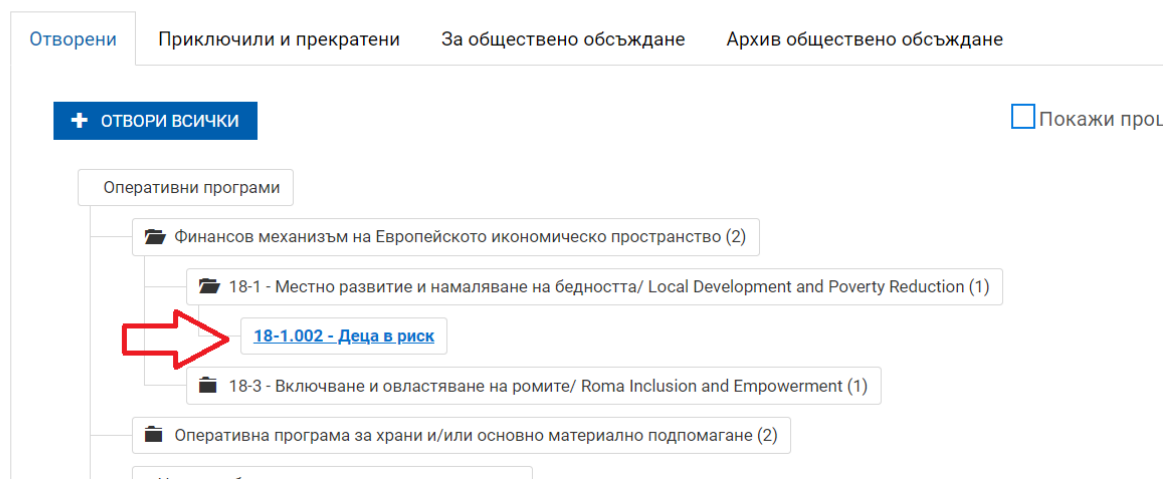 Отворени Приключили и прекратени За обществено обсъждане Архив обществено обсъждане
+ ОТВОРИ ВСИЧКИ
Покажи
Оперативни програми
Финансов механизъм на Европейското икономическо пространство (2)
18-1 - Местно развитие и намаляване на бедността/ Local Development and Poverty Reduction (1)
18-1.002 - Деца в риск
18-3 - Включване и овластяване на ромите/ Roma Inclusion and Empowerment (1)
Оперативна програма за храни и/или основно материално подпомагане (2)